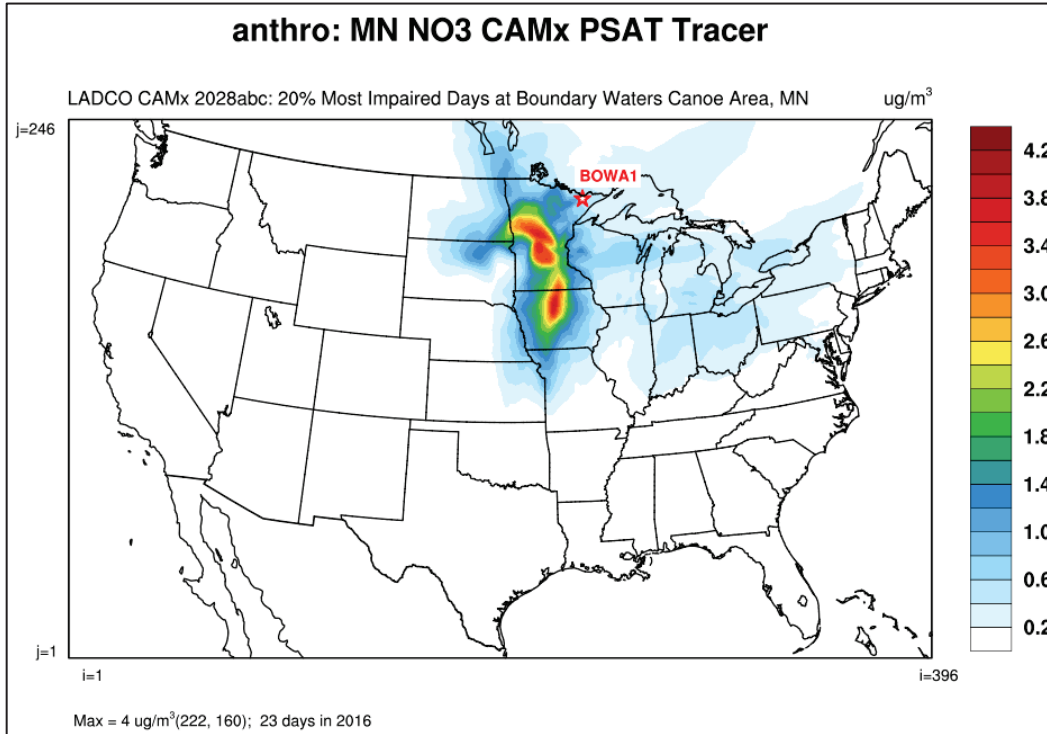 anthro: MN NO3 CAMx PSAT Tracer
LADCO CAMx 2028abc: 20% Most Impaired Days at Boundary Waters Canoe Area, MN ug/m3
j=246
BOWA1
4.2
3.8
3.4
3.0
2.6
2.2
1.8
1.4
1.0
0.6
0.2
j=1
i=1 i=396
Max = 4 ug/m3(222, 160); 23 days in 2016